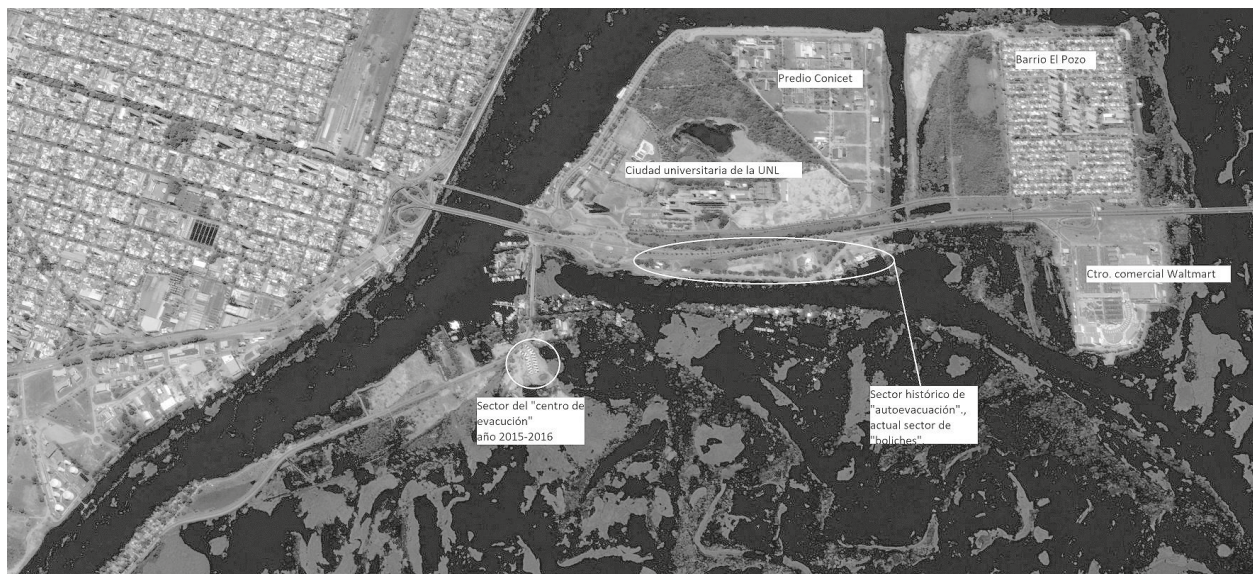 Predio Conicet
Barrio El Pozo
Ciudad universitaria de la UNL
Ctro. comercial Waltmart
Sector del "centro de
evacución"
año 2015-2016
Sector histórico de
"autoevacuación".,
actual sector de
"boliches".